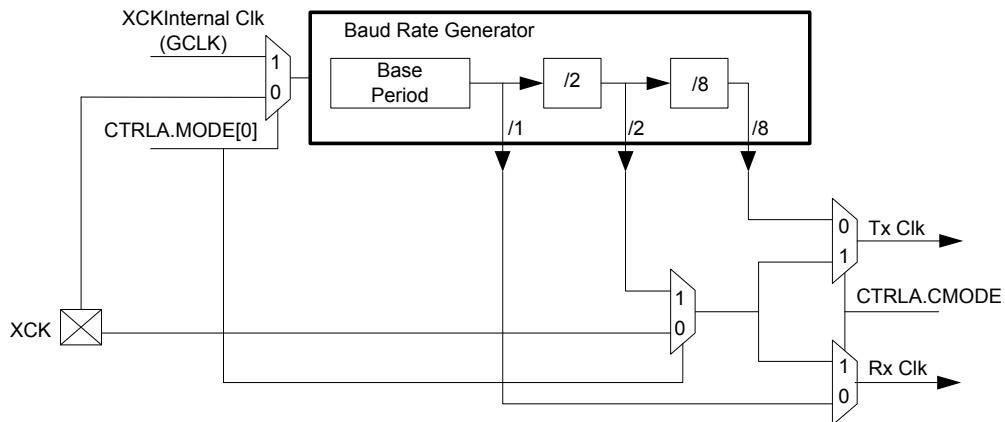 XCKInternal Clk
(GCLK)
1
0
CTRLA.MODE[0]
Baud Rate Generator
Base
Period
/2
/8
/1
/2
/8
0
1
Tx Clk
CTRLA.CMODE
1
0
XCK
1
0
Rx Clk